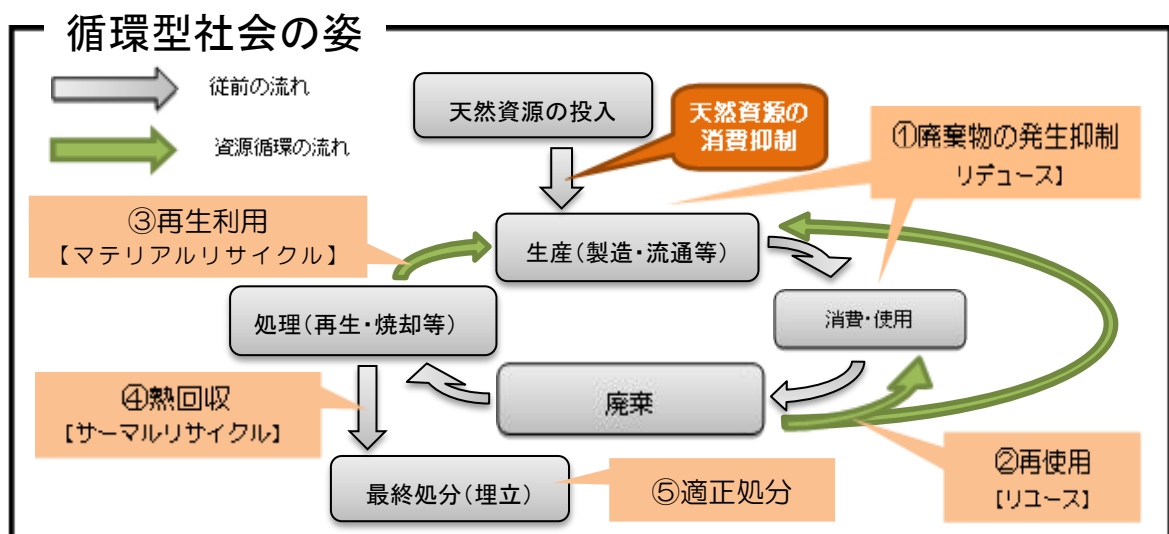 循環型社会の姿
従前の流れ
資源循環の流れ
天然資源の投入
天然資源の
消費抑制
①廃棄物の発生抑制
リデュース】
③再生利用
【マテリアルリサイクル】
生産(製造・流通等)
処理(再生・焼却等)
消費・使用
④熱回収
【サーマルリサイクル】
廃棄
②再使用
【リユース】
最終処分(埋立)
⑤適正処分